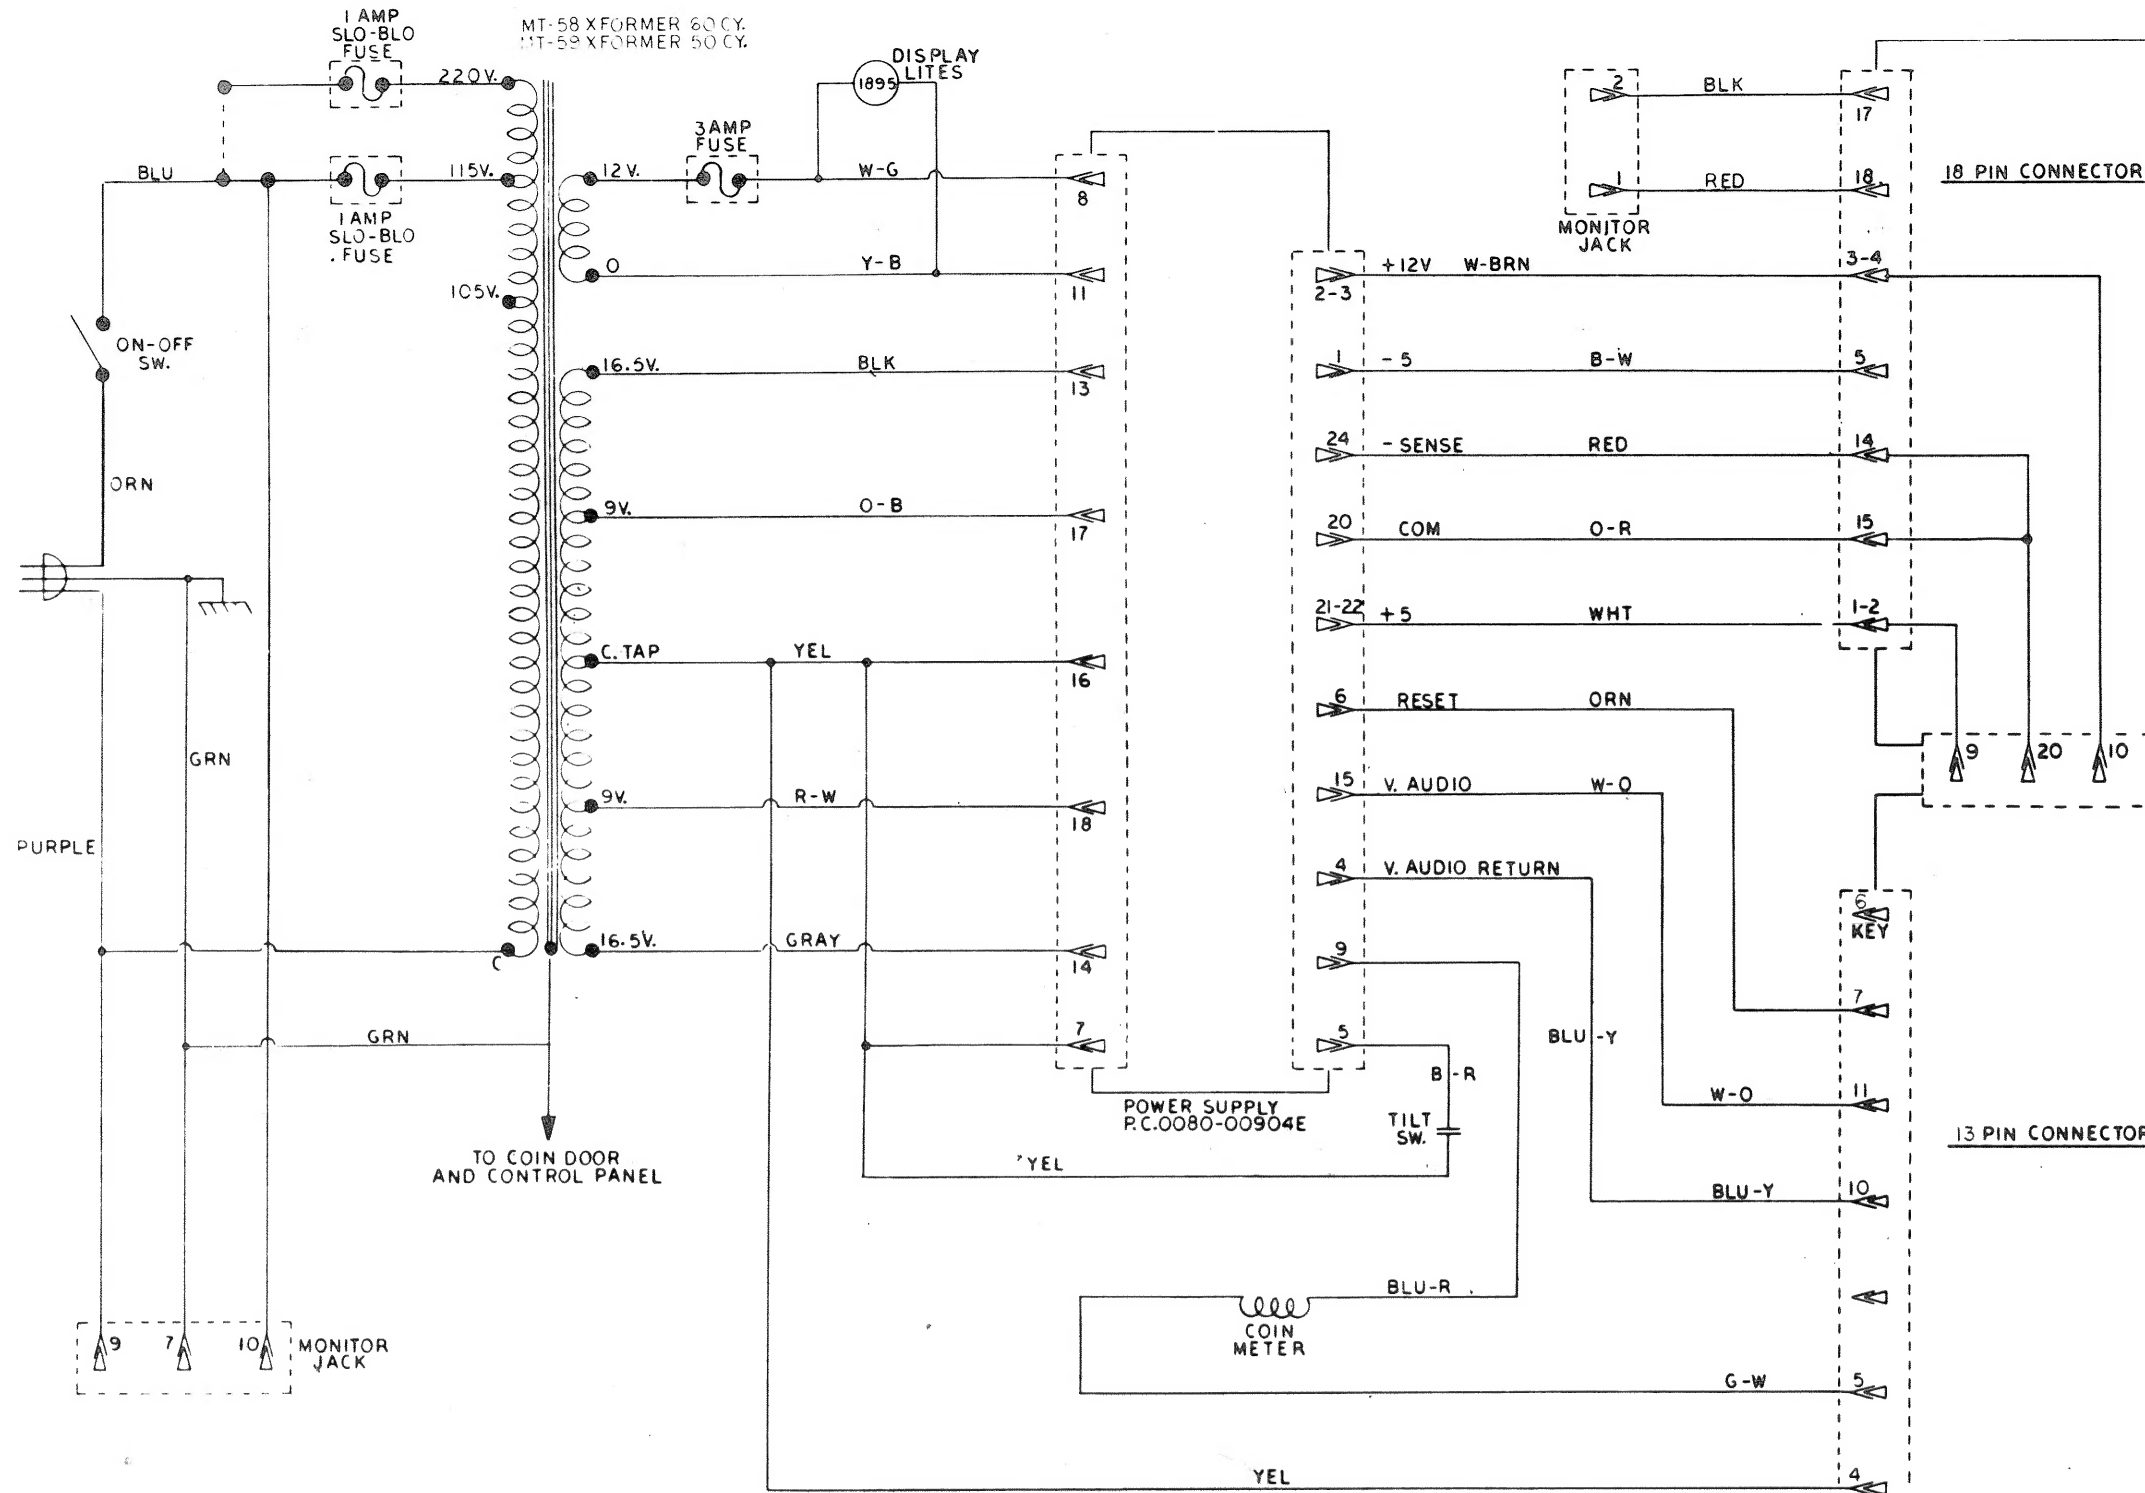 1 AMP
SLO-BLO
FUSE
MT-58 XFORMER 60 CY.
MT-59 XFORMER 50 CY.
220V.
DISPLAY
LITES
1895
3 AMP
FUSE
BLU
115V.
12V.
W-G
8
1 AMP
SLO-BLO
. FUSE
105V.
O
Y-B
11
ON-OFF
SW.
16.5V.
BLK
13
ORN
9V.
O-B
17
C. TAP
YEL
16
GRN
9V.
R-W
18
PURPLE
C
16.5V.
GRAY
14
GRN
7
TO COIN DOOR
AND CONTROL PANEL
9
7
10
MONITOR
JACK
2
BLK
17
1
RED
18
MONITOR
JACK
18 PIN CONNECTOR
2-3
+12V
W-BRN
3-4
1
- 5
B-W
5
24
- SENSE
RED
14
20
COM
O-R
15
21-22
+ 5
WHT
1-2
6
RESET
ORN
9
20
10
15
V. AUDIO
W-O
4
V. AUDIO RETURN
6
KEY
9
7
5
BLU-Y
B-R
W-O
11
POWER SUPPLY
P.C.0080-00904E
TILT
SW.
13 PIN CONNECTOR
YEL
BLU-Y
10
BLU-R
COIN
METER
G-W
5
YEL
4